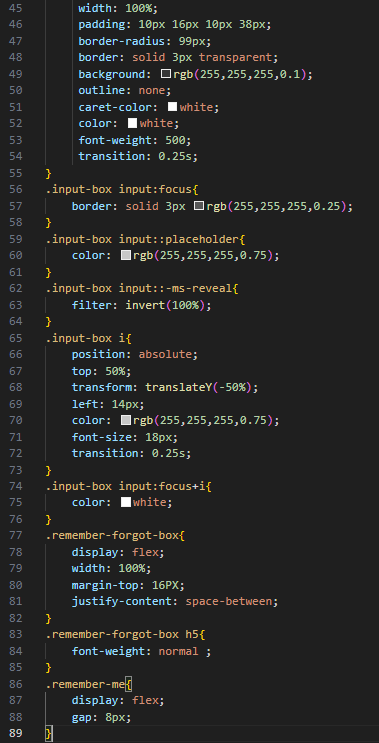 45 width: 100%;
46 padding: 10px 16px 10px 38px;
47 border-radius: 99px;
48 border: solid 3px transparent;
49 background: rgb(255,255,255,0.1);
50 outline: none;
51 caret-color: white;
52 color: white;
53 font-weight: 500;
54 transition: 0.25s;
55 }
56 .input-box input:focus{
57 border: solid 3px rgb(255,255,255,0.25);
58 }
59 .input-box input::placeholder{
60 color: rgb(255,255,255,0.75);
61 }
62 .input-box input::-ms-reveal{
63 filter: invert(100%);
64 }
65 .input-box i{
66 position: absolute;
67 top: 50%;
68 transform: translateY(-50%);
69 left: 14px;
70 color: rgb(255,255,255,0.75);
71 font-size: 18px;
72 transition: 0.25s;
73 }
74 .input-box input:focus+i{
75 color: white;
76 }
77 .remember-forgot-box{
78 display: flex;
79 width: 100%;
80 margin-top: 16PX;
81 justify-content: space-between;
82 }
83 .remember-forgot-box h5{
84 font-weight: normal ;
85 }
86 .remember-me{
87 display: flex;
88 gap: 8px;
89 }